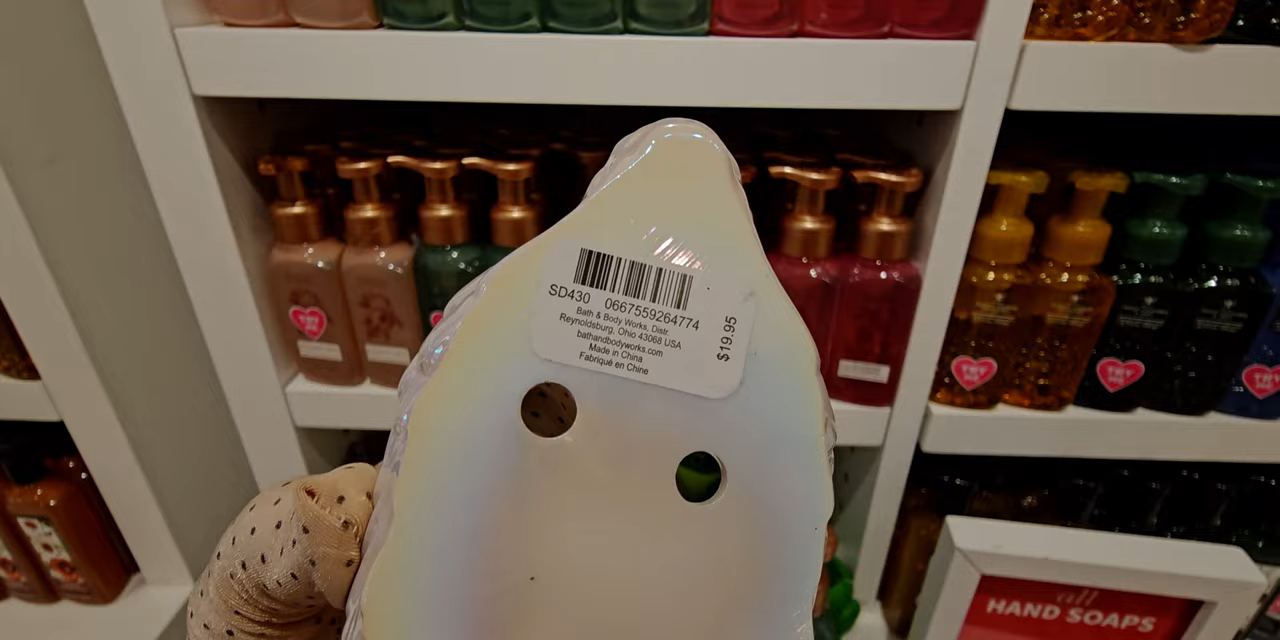 SD430 0667559264774
Bath & Body Works, Distr.
Reynoldsburg, Ohio 43068 USA
bathandbodyworks.com
Made in China
Fabriqué en Chine
$19.95
TRY ME
TRY ME
TRY ME
all
HAND SOAPS